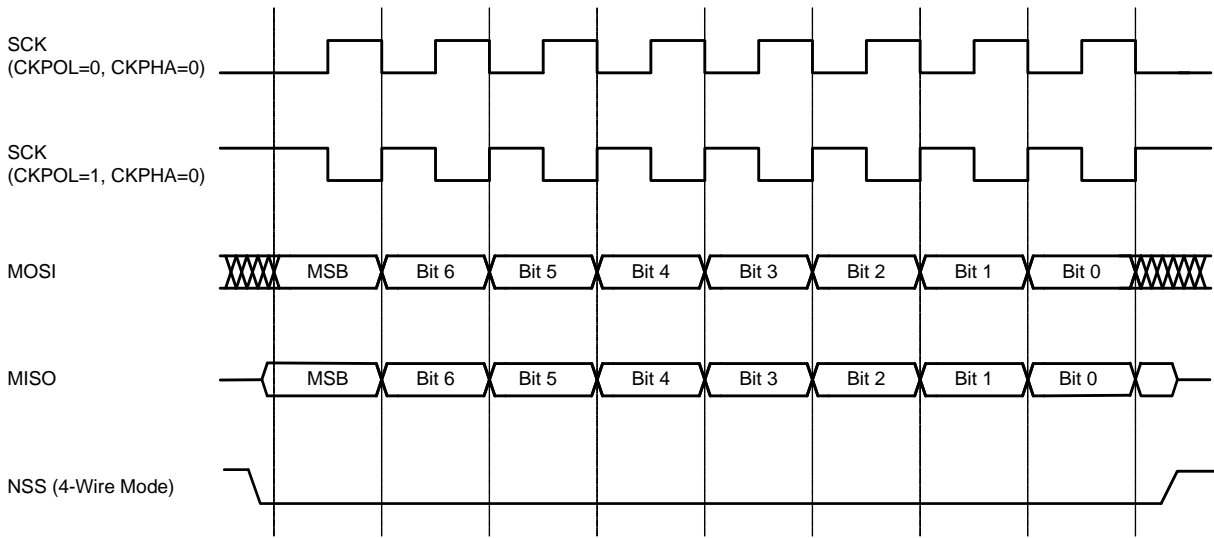 SCK
(CKPOL=0, CKPHA=0)
SCK
(CKPOL=1, CKPHA=0)
MOSI
MSB Bit 6 Bit 5 Bit 4 Bit 3 Bit 2 Bit 1 Bit 0
MISO
MSB Bit 6 Bit 5 Bit 4 Bit 3 Bit 2 Bit 1 Bit 0
NSS (4-Wire Mode)